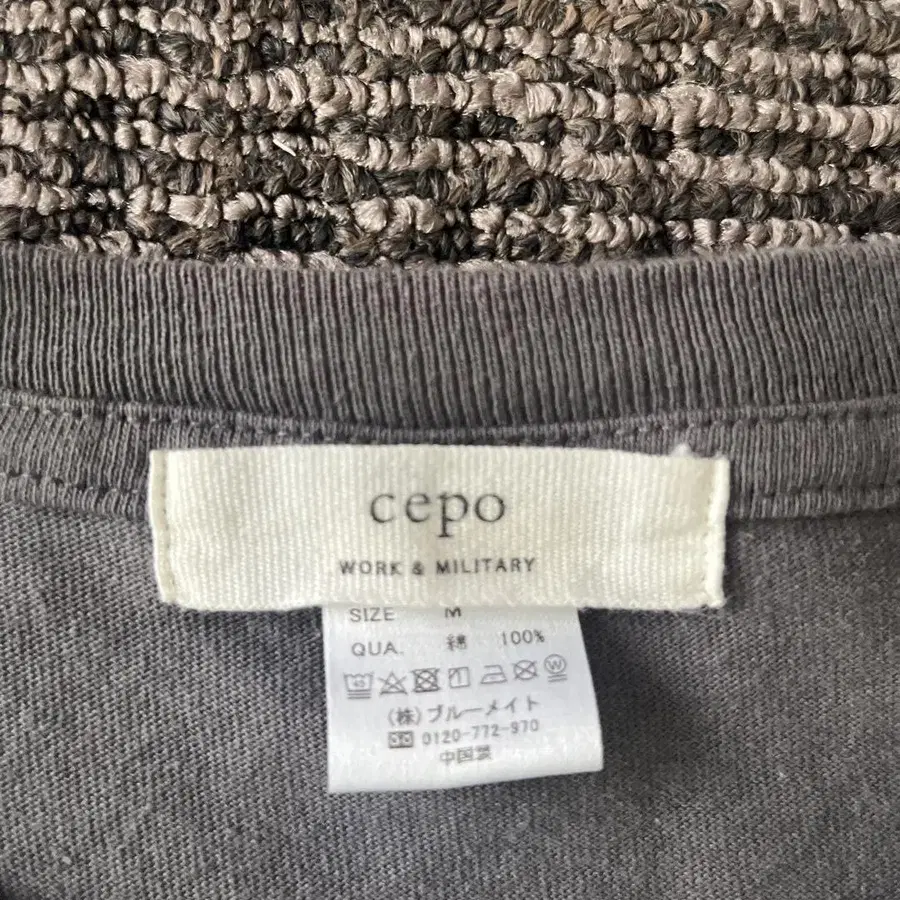 cepo
WORK & MILITARY
SIZE M
QUA. 綿 100%
40 W
(株)ブルーメイト
0120-772-970
中国製